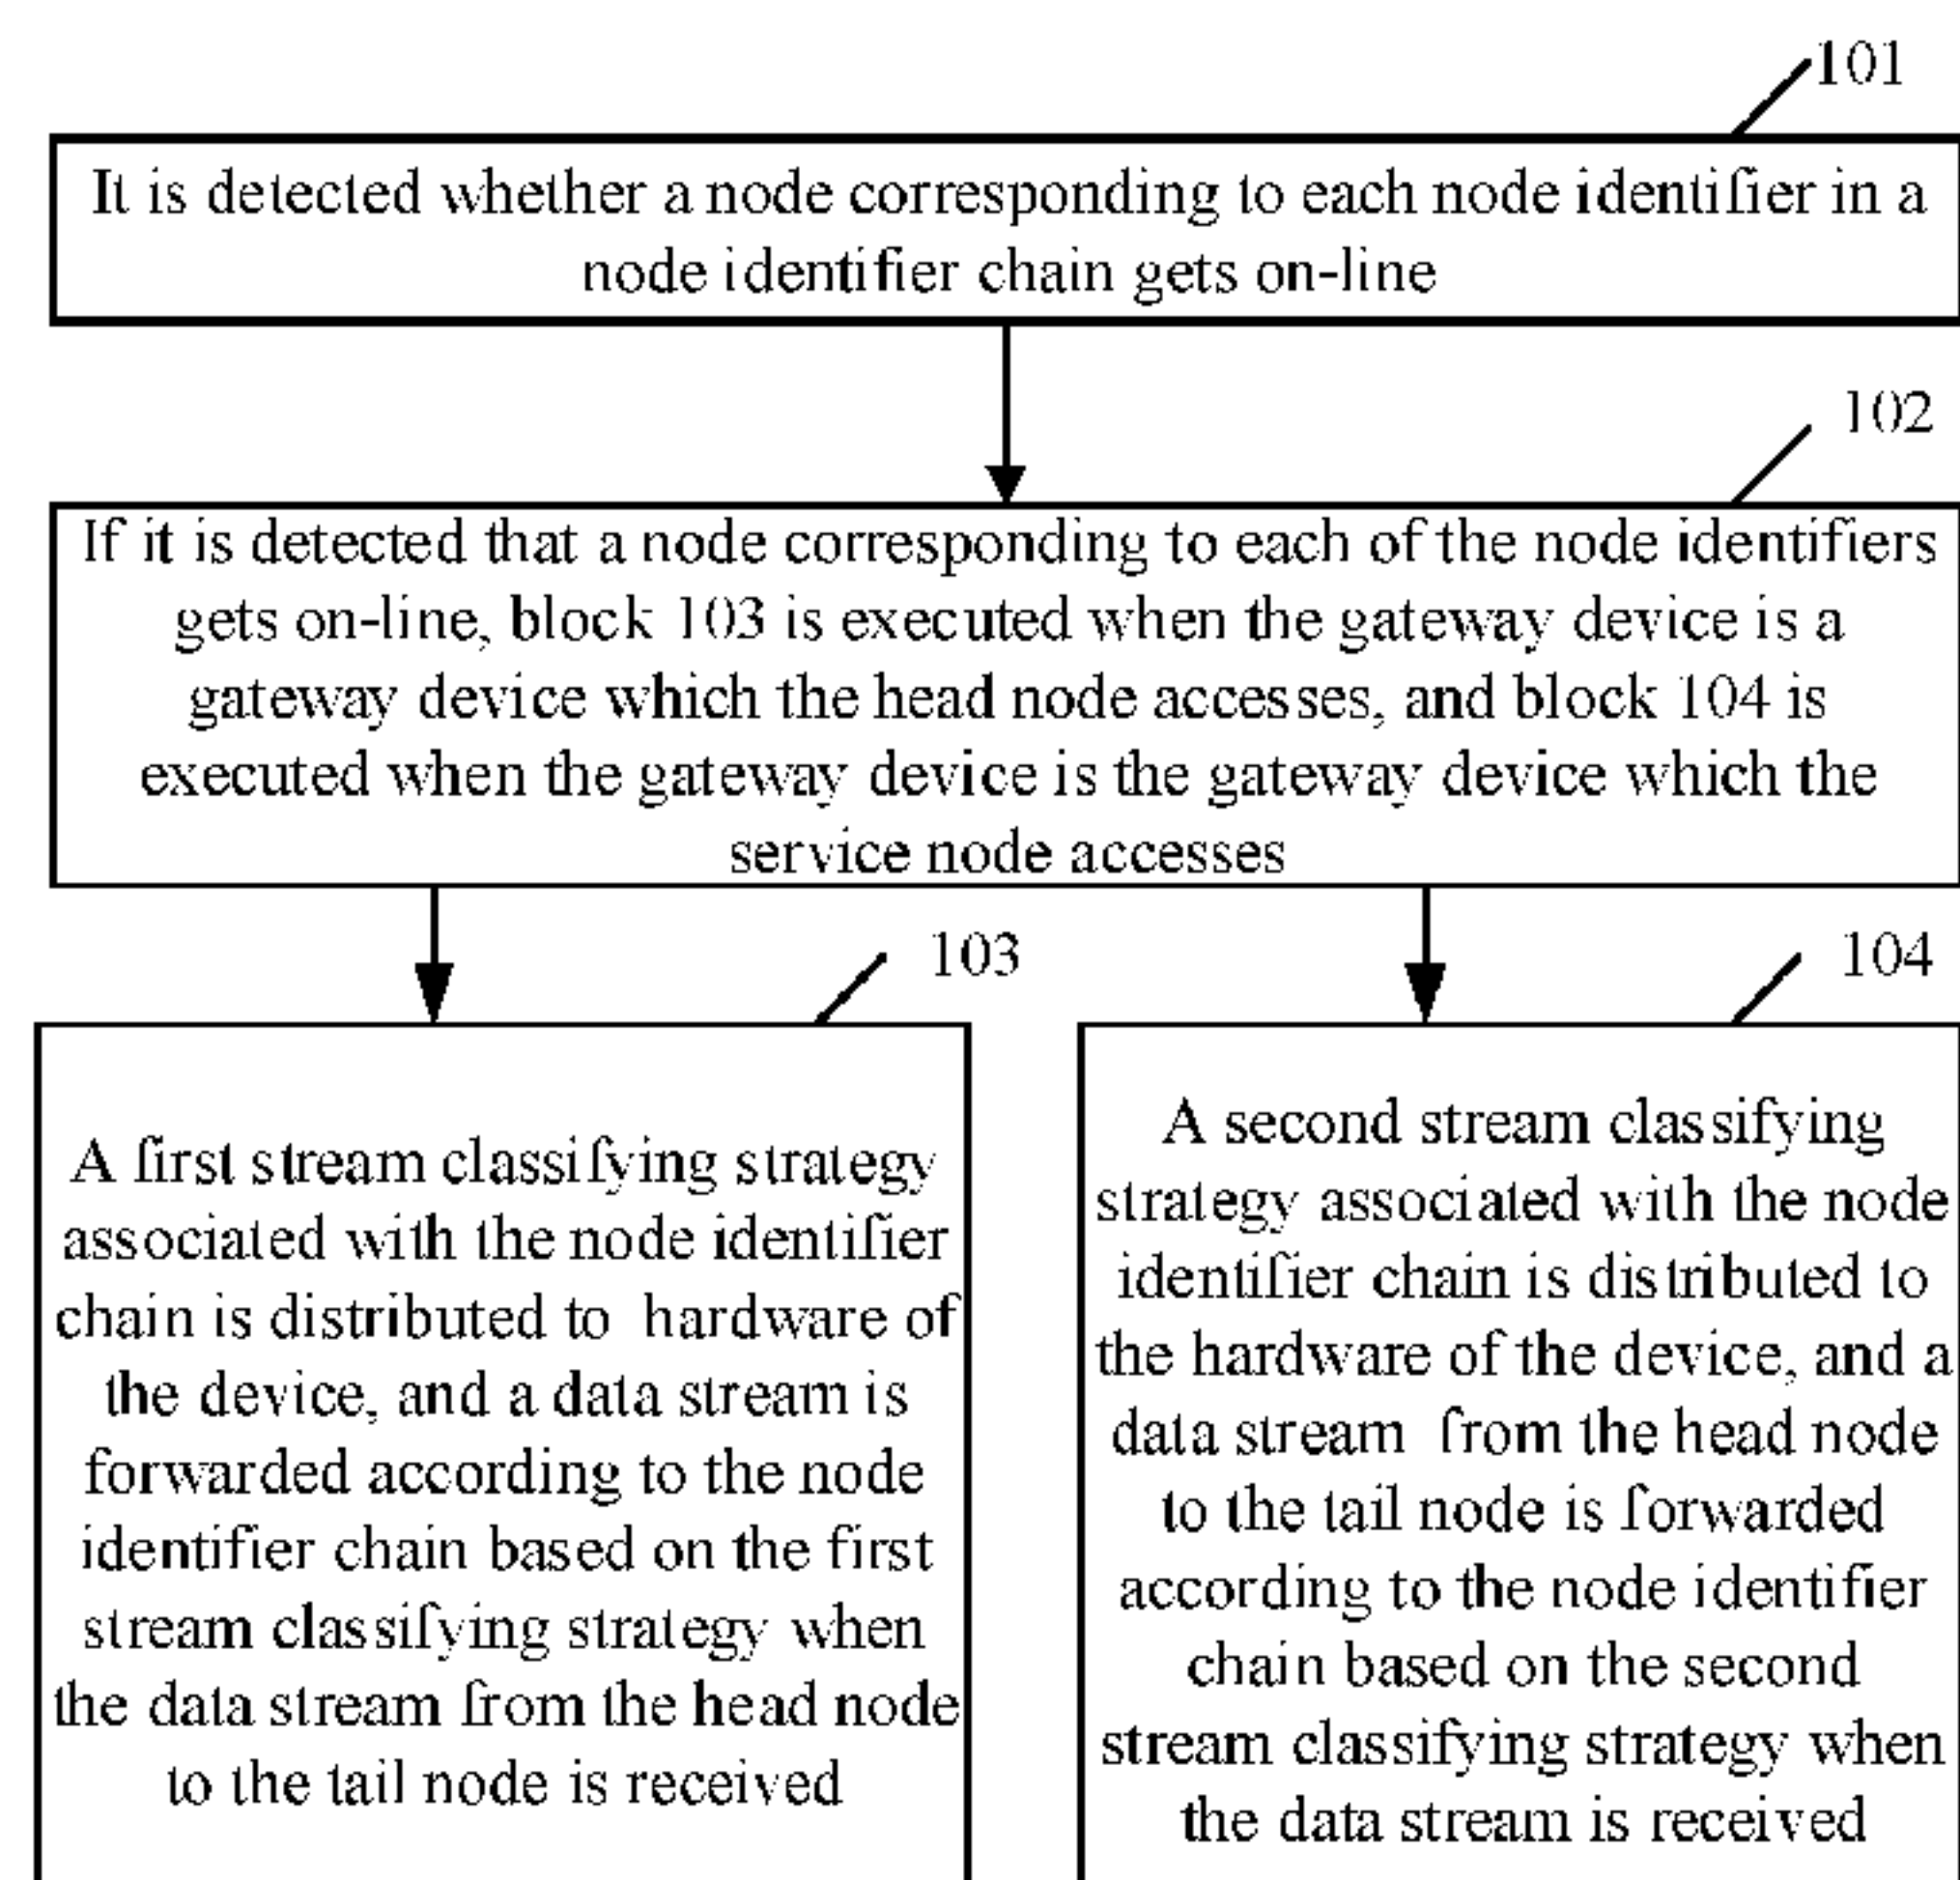 101
It is detected whether a node corresponding to each node identifier in a
node identifier chain gets on-line
102
If it is detected that a node corresponding to each of the node identifiers
gets on-line, block 103 is executed when the gateway device is a
gateway device which the head node accesses, and block 104 is
executed when the gateway device is the gateway device which the
service node accesses
103
A first stream classifying strategy
associated with the node identifier
chain is distributed to hardware of
the device, and a data stream is
forwarded according to the node
identifier chain based on the first
stream classifying strategy when
the data stream from the head node
to the tail node is received
104
A second stream classifying
strategy associated with the node
identifier chain is distributed to
the hardware of the device, and a
data stream from the head node
to the tail node is forwarded
according to the node identifier
chain based on the second
stream classifying strategy when
the data stream is received